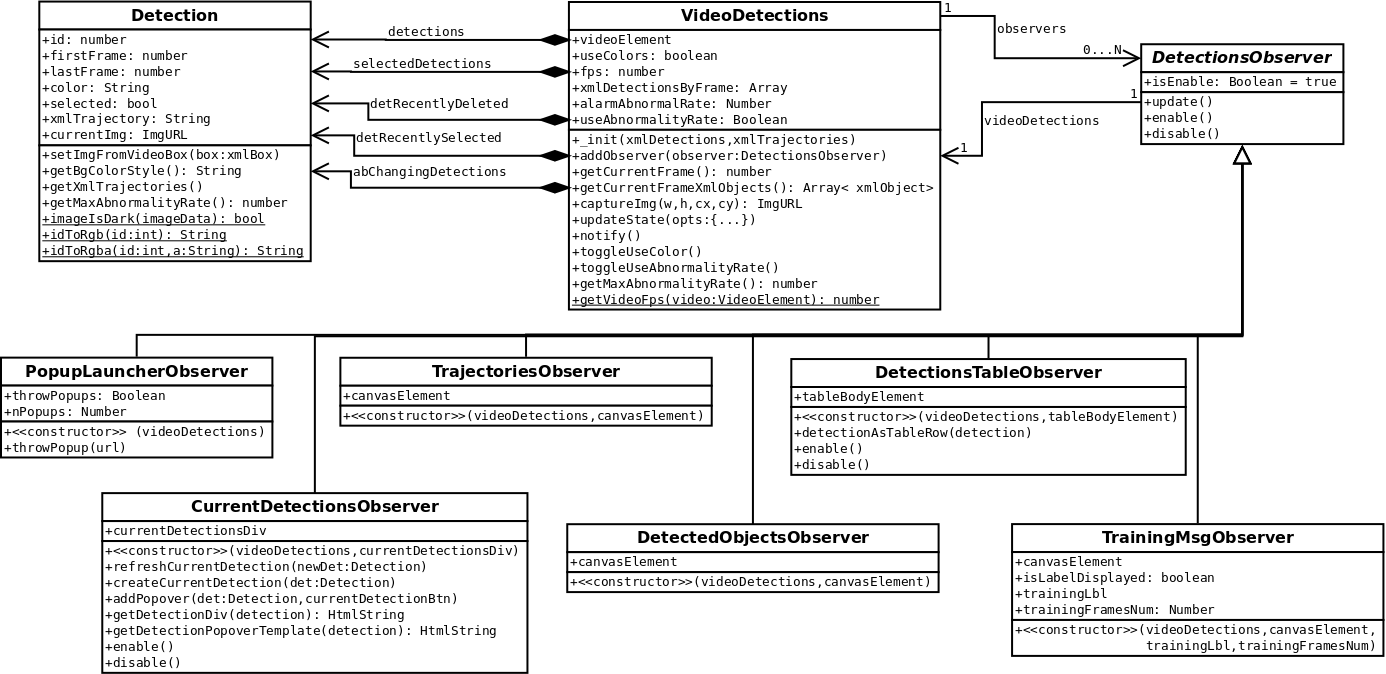 Detection
+id: number
+firstFrame: number
+lastFrame: number
+color: String
+selected: bool
+xmlTrajectory: String
+currentImg: ImgURL
+setImgFromVideoBox(box:xmlBox)
+getBgColorStyle(): String
+getXmlTrajectories()
+getMaxAbnormalityRate(): number
+imageIsDark(imageData): bool
+idToRgb(id:int): String
+idToRgba(id:int,a:String): String
detections
selectedDetections
detRecentlyDeleted
detRecentlySelected
abChangingDetections
VideoDetections
+videoElement
+useColors: boolean
+fps: number
+xmlDetectionsByFrame: Array
+alarmAbnormalRate: Number
+useAbnormalityRate: Boolean
+_init(xmlDetections,xmlTrajectories)
+addObserver(observer:DetectionsObserver)
+getCurrentFrame(): number
+getCurrentFrameXmlObjects(): Array< xmlObject>
+captureImg(w,h,cx,cy): ImgURL
+updateState(opts:{...})
+notify()
+toggleUseColor()
+toggleUseAbnormalityRate()
+getMaxAbnormalityRate(): number
+getVideoFps(video:VideoElement): number
1
observers
0...N
1
videoDetections
1
DetectionsObserver
+isEnable: Boolean = true
+update()
+enable()
+disable()
PopupLauncherObserver
+throwPopups: Boolean
+nPopups: Number
+<<constructor>> (videoDetections)
+throwPopup(url)
TrajectoriesObserver
+canvasElement
+<<constructor>>(videoDetections,canvasElement)
DetectionsTableObserver
+tableBodyElement
+<<constructor>>(videoDetections,tableBodyElement)
+detectionAsTableRow(detection)
+enable()
+disable()
CurrentDetectionsObserver
+currentDetectionsDiv
+<<constructor>>(videoDetections,currentDetectionsDiv)
+refreshCurrentDetection(newDet:Detection)
+createCurrentDetection(det:Detection)
+addPopover(det:Detection,currentDetectionBtn)
+getDetectionDiv(detection): HtmlString
+getDetectionPopoverTemplate(detection): HtmlString
+enable()
+disable()
DetectedObjectsObserver
+canvasElement
+<<constructor>>(videoDetections,canvasElement)
TrainingMsgObserver
+canvasElement
+isLabelDisplayed: boolean
+trainingLbl
+trainingFramesNum: Number
+<<constructor>>(videoDetections,canvasElement,
trainingLbl,trainingFramesNum)